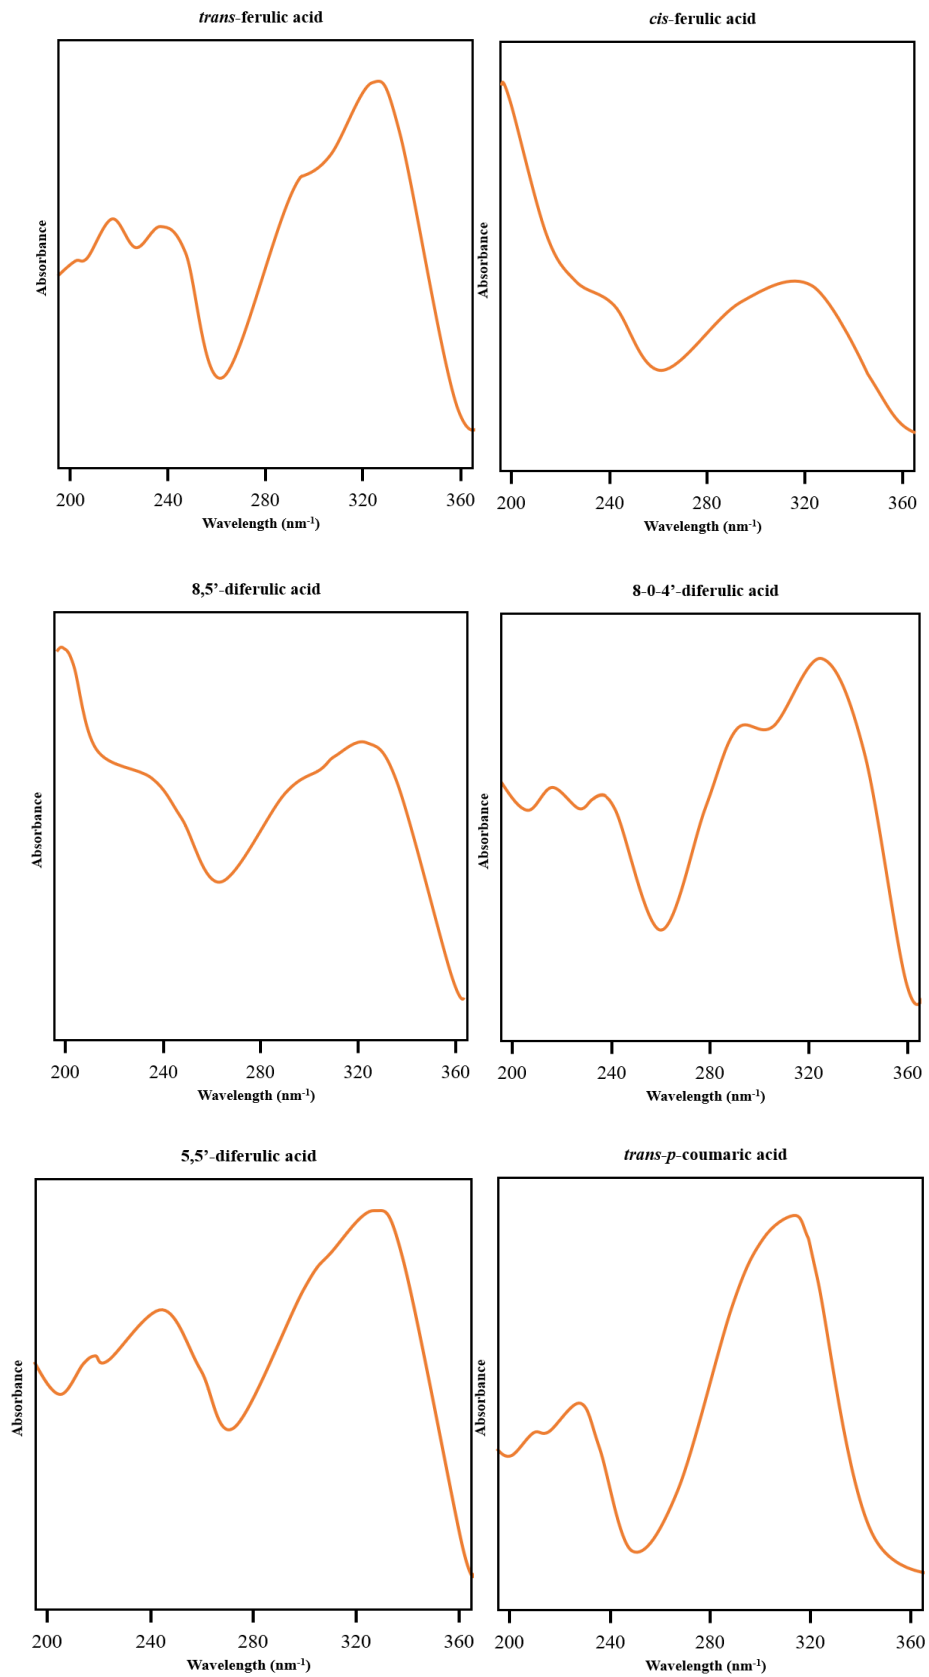 trans-ferulic acid
Absorbance
200 240 280 320 360
Wavelength (nm-1)
cis-ferulic acid
Absorbance
200 240 280 320 360
Wavelength (nm-1)
8,5’-diferulic acid
Absorbance
200 240 280 320 360
Wavelength (nm-1)
8-0-4’-diferulic acid
Absorbance
200 240 280 320 360
Wavelength (nm-1)
5,5’-diferulic acid
Absorbance
200 240 280 320 360
Wavelength (nm-1)
trans-p-coumaric acid
Absorbance
200 240 280 320 360
Wavelength (nm-1)